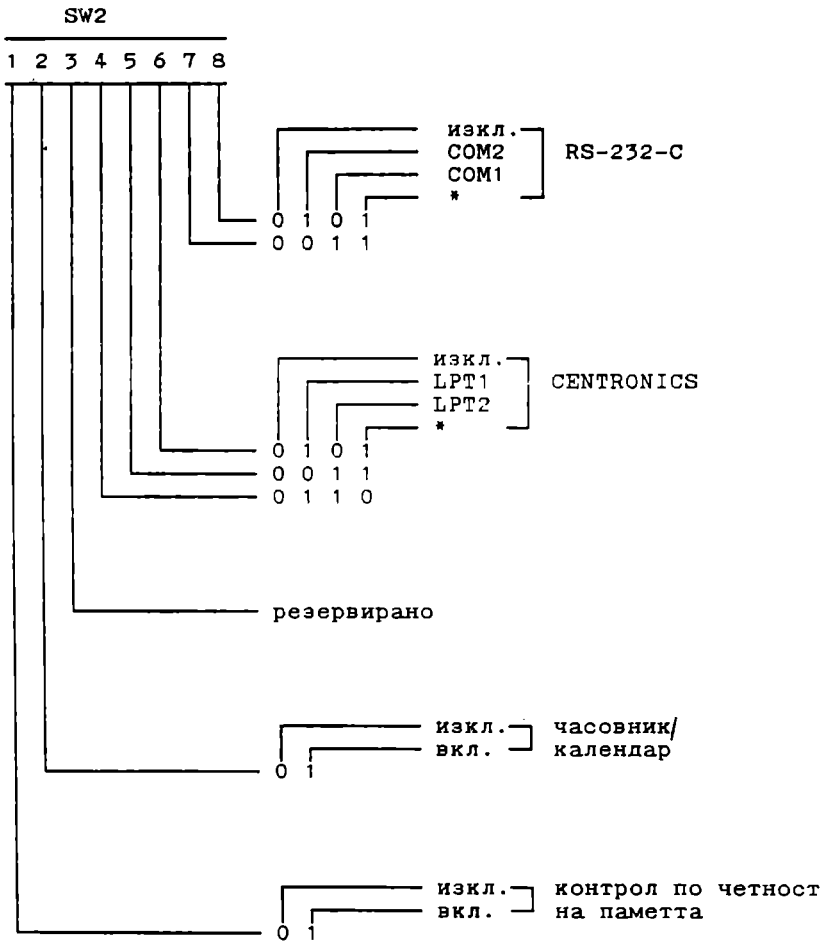 SW2
1 2 3 4 5 6 7 8
изкл.
COM2 RS-232-C
COM1
*
0 1 0 1
0 0 1 1
изкл.
LPT1 CENTRONICS
LPT2
*
0 1 0 1
0 0 1 1
0 1 1 0
резервирано
изкл. часовник/
вкл. календар
0 1
изкл. контрол по четност
вкл. на паметта
0 1